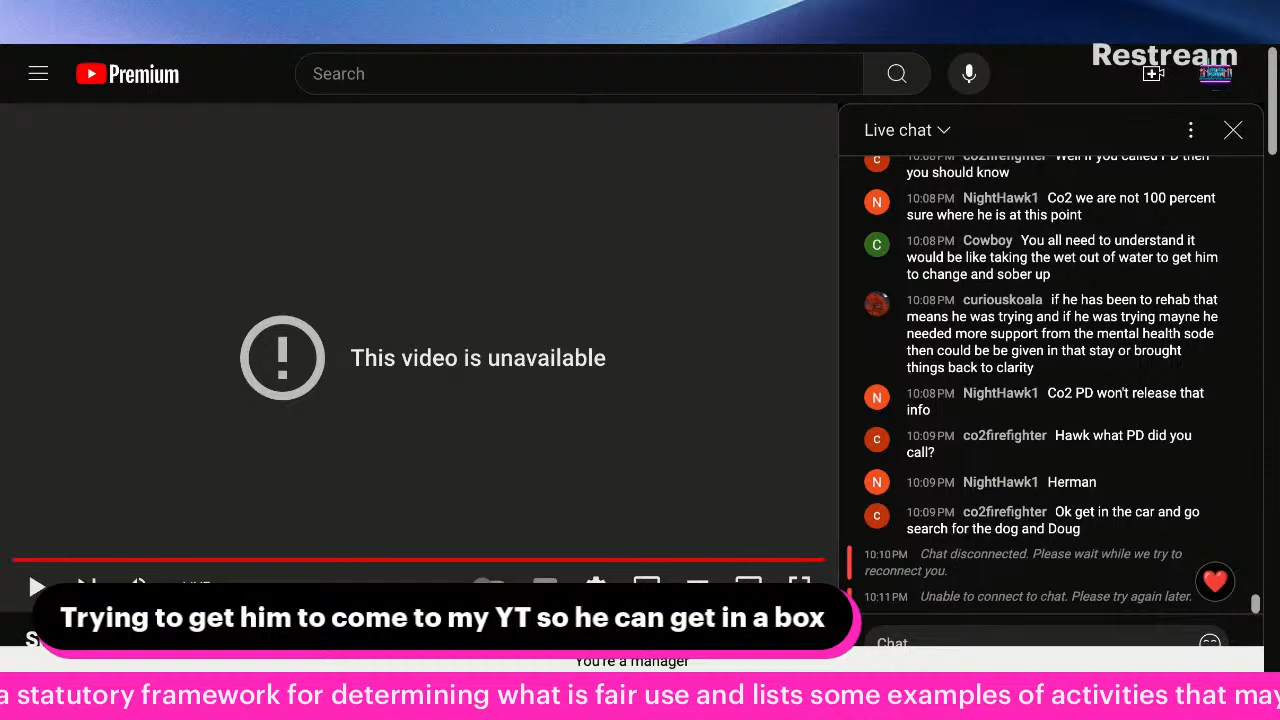 Restream
Premium
Search
Live chat
you should know
N 10:08 PM NightHawk1 Co2 we are not 100 percent
sure where he is at this point
C 10:08 PM Cowboy You all need to understand it
would be like taking the wet out of water to get him
to change and sober up
10:08 PM curiouskoala if he has been to rehab that
means he was trying and if he was trying mayne he
needed more support from the mental health sode
then could be be given in that stay or brought
things back to clarity
N 10:08 PM NightHawk1 Co2 PD won't release that
info
c 10:09 PM co2firefighter Hawk what PD did you
call?
N 10:09 PM NightHawk1 Herman
c 10:09 PM co2firefighter Ok get in the car and go
search for the dog and Doug
10:10 PM Chat disconnected. Please wait while we try to
reconnect you.
10:11 PM Unable to connect to chat. Please try again later.
Chat
This video is unavailable
Trying to get him to come to my YT so he can get in a box
You're a manager
a statutory framework for determining what is fair use and lists some examples of activities that may